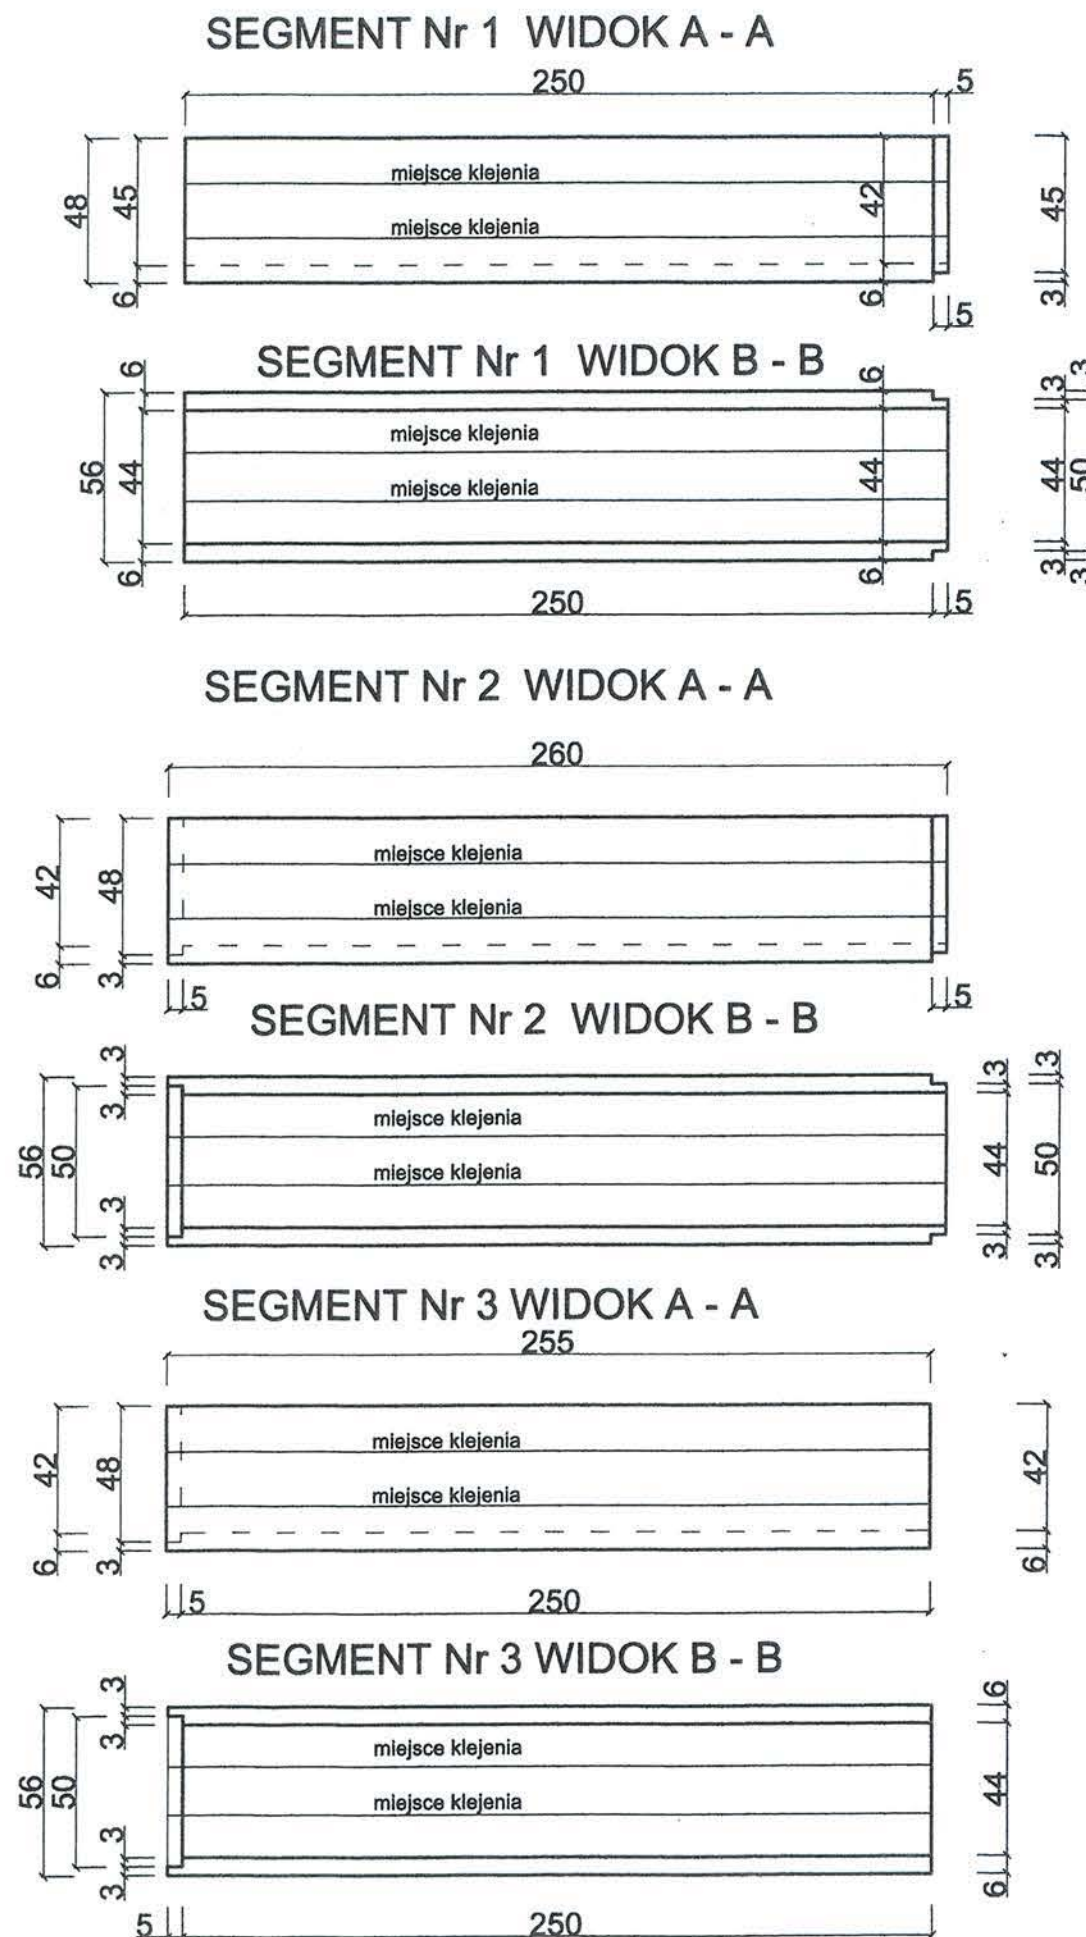 SEGMENT Nr 1 WIDOK A - A
250 5
48 45 miejsce klejenia 42 45
miejsce klejenia
6 6 3
5
SEGMENT Nr 1 WIDOK B - B
6 6 3 3
miejsce klejenia
56 44 miejsce klejenia 44 44 50
6 6 3 3
250 5
SEGMENT Nr 2 WIDOK A - A
260
miejsce klejenia
42 48
miejsce klejenia
6 3
5 5
SEGMENT Nr 2 WIDOK B - B
3 3 3
3 miejsce klejenia
56 50 44 50
miejsce klejenia
3
3 3 3
SEGMENT Nr 3 WIDOK A - A
255
miejsce klejenia
42 48 42
miejsce klejenia
6 3 6
5 250
SEGMENT Nr 3 WIDOK B - B
3 6
3 miejsce klejenia
56 50 44
miejsce klejenia
3
3 6
5 250